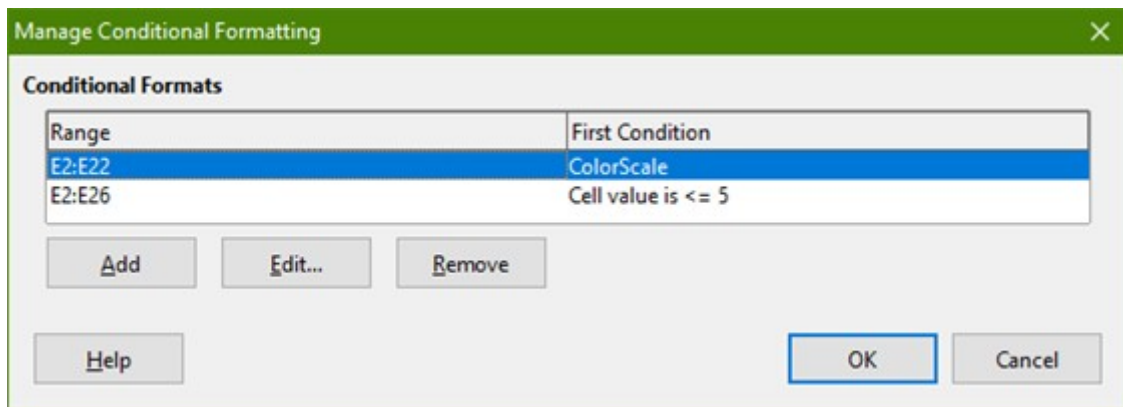 Manage Conditional Formatting
Conditional Formats
Range First Condition
E2:E22 ColorScale
E2:E26 Cell value is <= 5
Add Edit... Remove
Help OK Cancel